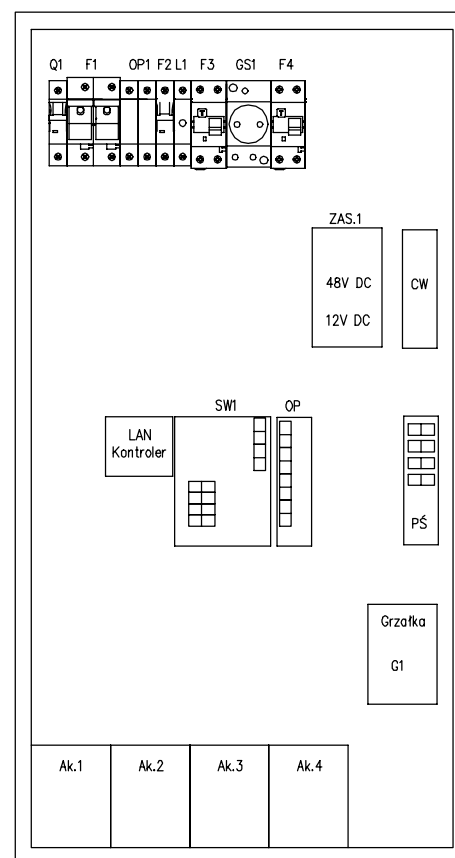 Q1 F1 OP1 F2 L1 F3 GS1 F4
ZAS.1
48V DC
12V DC
CW
SW1
OP
LAN
Kontroler
PŚ
Grzałka
G1
Ak.1 Ak.2 Ak.3 Ak.4